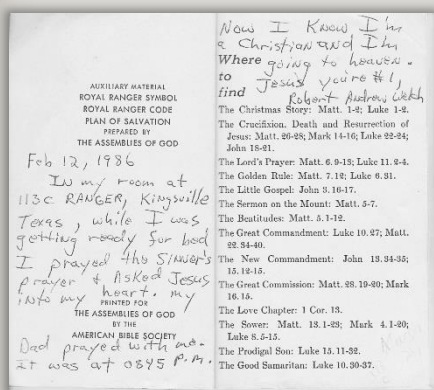 AUXILIARY MATERIAL
ROYAL RANGER SYMBOL
ROYAL RANGER CODE
PLAN OF SALVATION
PREPARED BY
THE ASSEMBLIES OF GOD
Feb 12, 1986
IN my room at
113C RANGER, Kingsville
Texas, while I was
getting ready for bed
I prayed the Sinner's
prayer & Asked Jesus
into my heart. my
PRINTED FOR
THE ASSEMBLIES OF GOD
BY THE
AMERICAN BIBLE SOCIETY
Dad prayed with me.
it was at 0845 P.M.
Now I Know I'm
a Christian and I'm
going to heaven.
Jesus you're #1,
Robert Andrew Welch
Where
to
find
The Christmas Story: Matt. 1-2; Luke 1-2.
The Crucifixion, Death and Resurrection of
Jesus: Matt. 26-28; Mark 14-16; Luke 22-24;
John 18-21.
The Lord's Prayer: Matt. 6.9-13; Luke 11.2-4.
The Golden Rule: Matt. 7.12; Luke 6.31.
The Little Gospel: John 3.16-17.
The Sermon on the Mount: Matt. 5-7.
The Beatitudes: Matt. 5.1-12.
The Great Commandment: Luke 10.27; Matt.
22.34-40.
The New Commandment: John 13.34-35;
15.12-15.
The Great Commission: Matt. 28.19-20; Mark
16.15.
The Love Chapter: 1 Cor. 13.
The Sower: Matt. 13.1-23; Mark 4.1-20;
Luke 8.5-15.
The Prodigal Son: Luke 15.11-32.
The Good Samaritan: Luke 10.30-37.